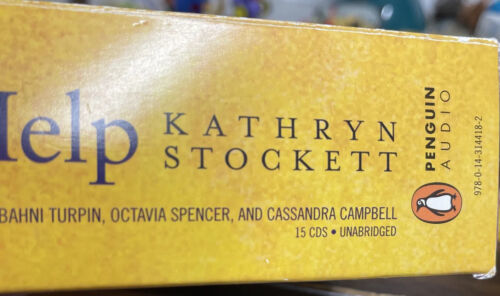 Help
KATHRYN
STOCKETT
BAHNI TURPIN, OCTAVIA SPENCER, AND CASSANDRA CAMPBELL
15 CDS • UNABRIDGED
PENGUIN
AUDIO
978-0-14-314418-2